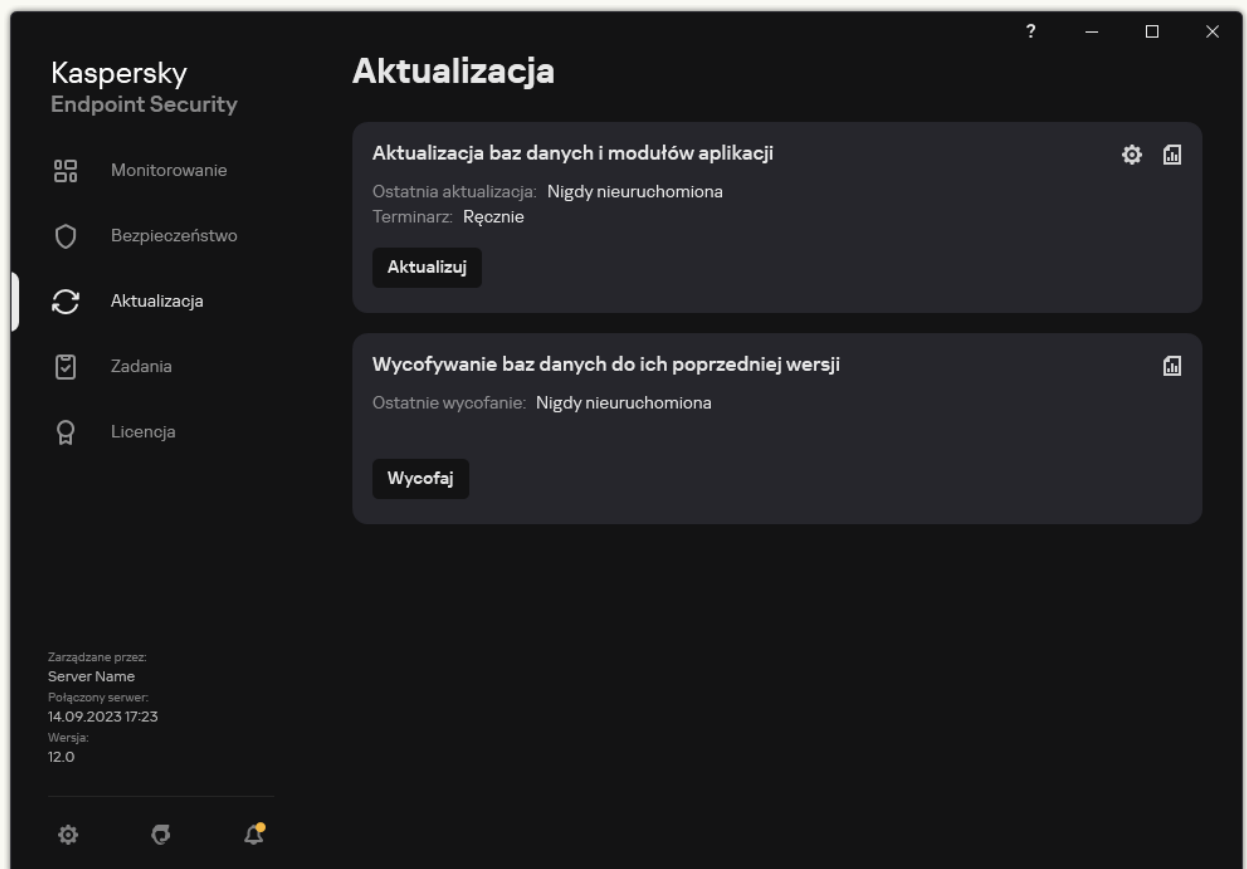 ?
Kaspersky
Endpoint Security
Monitorowanie
Bezpieczeństwo
Aktualizacja
Zadania
Licencja
Zarządzane przez:
Server Name
Połączony serwer:
14.09.2023 17:23
Wersja:
12.0
Aktualizacja
Aktualizacja baz danych i modułów aplikacji
Ostatnia aktualizacja: Nigdy nieuruchomiona
Terminarz: Ręcznie
Aktualizuj
Wycofywanie baz danych do ich poprzedniej wersji
Ostatnie wycofanie: Nigdy nieuruchomiona
Wycofaj